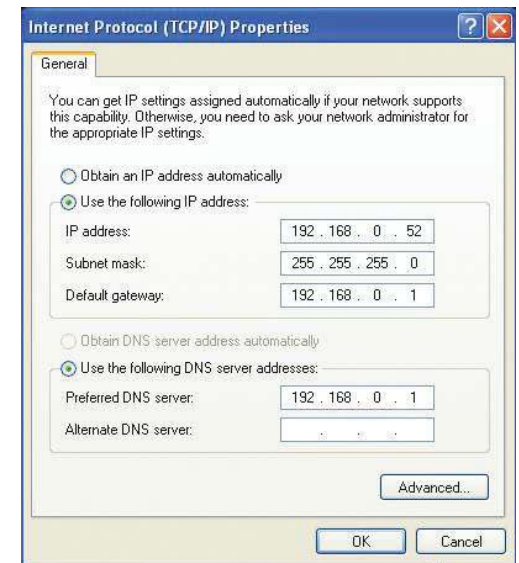 Internet Protocol (TCP/IP) Properties
General
You can get IP settings assigned automatically if your network supports
this capability. Otherwise, you need to ask your network administrator for
the appropriate IP settings.
Obtain an IP address automatically
Use the following IP address:
IP address: 192 . 168 . 0 . 52
Subnet mask: 255 . 255 . 255 . 0
Default gateway: 192 . 168 . 0 . 1
Obtain DNS server address automatically
Use the following DNS server addresses:
Preferred DNS server: 192 . 168 . 0 . 1
Alternate DNS server: . . .
Advanced...
OK Cancel